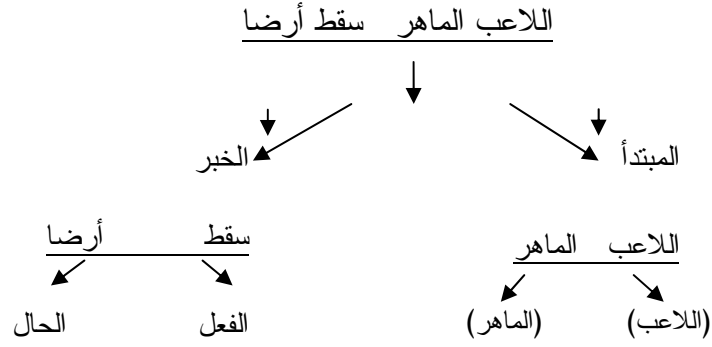 اللاعب الماهر سقط أرضا
المبتدأ الخبر
اللاعب الماهر سقط أرضا
(اللاعب) (الماهر) الفعل الحال